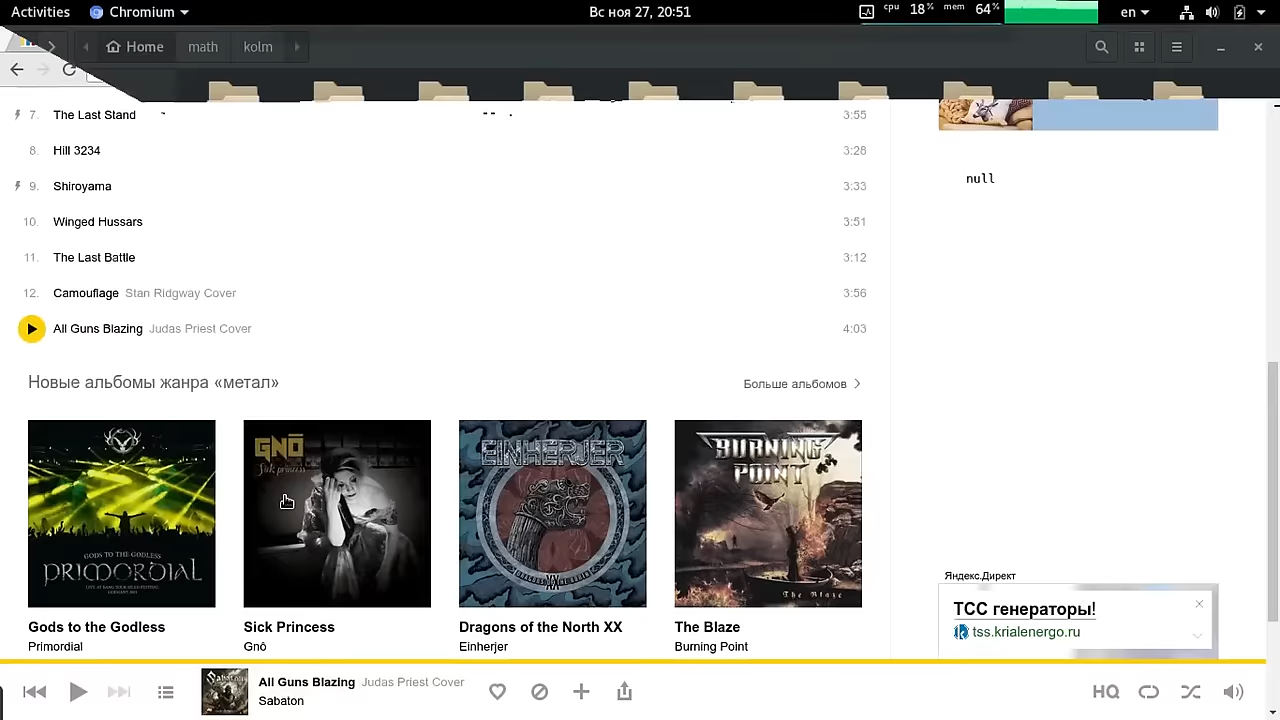 Activities Chromium Вс ноя 27, 20:51 cpu 18% mem 64% en
Home math kolm
7. The Last Stand 3:55
8. Hill 3234 3:28
null
9. Shiroyama 3:33
10. Winged Hussars 3:51
11. The Last Battle 3:12
12. Camouflage Stan Ridgway Cover 3:56
All Guns Blazing Judas Priest Cover 4:03
Новые альбомы жанра «метал» Больше альбомов
GNŌ
Sick princess
EINHERJER
BURNING
POINT
GODS TO THE GODLESS
PRIMORDIAL
XX
The Blaze
Яндекс.Директ
ТСС генераторы!
tss.krialenergo.ru
Gods to the Godless Sick Princess Dragons of the North XX The Blaze
Primordial Gnō Einherjer Burning Point
Sabaton
All Guns Blazing Judas Priest Cover
Sabaton
HQ